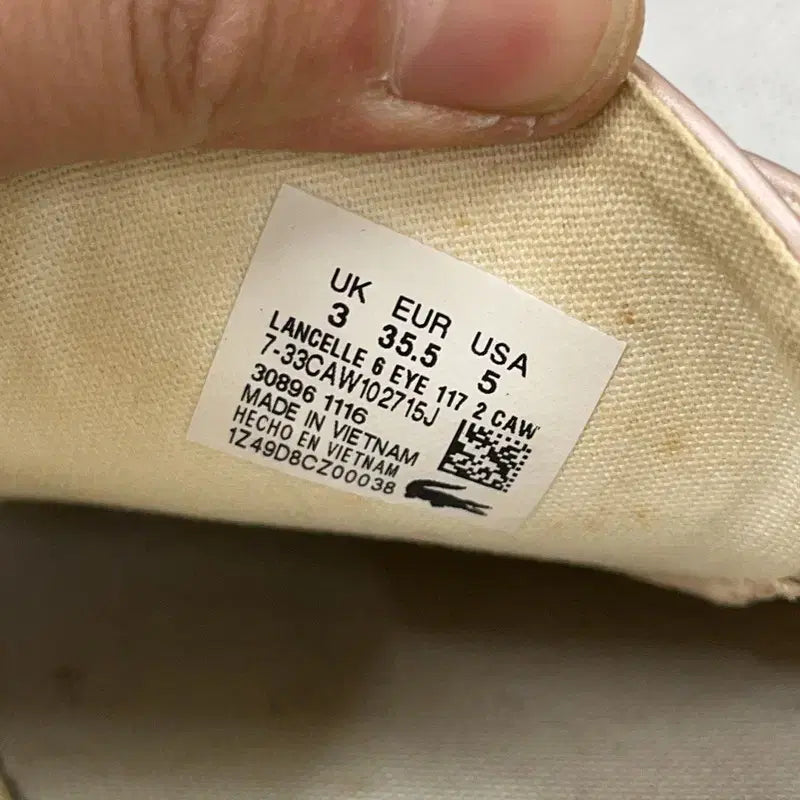 UK EUR USA
3 35.5 5
LANCELLE 6 EYE 117 2 CAW
7-33CAW102715J
30896 1116
MADE IN VIETNAM
HECHO EN VIETNAM
1Z49D8CZ00038